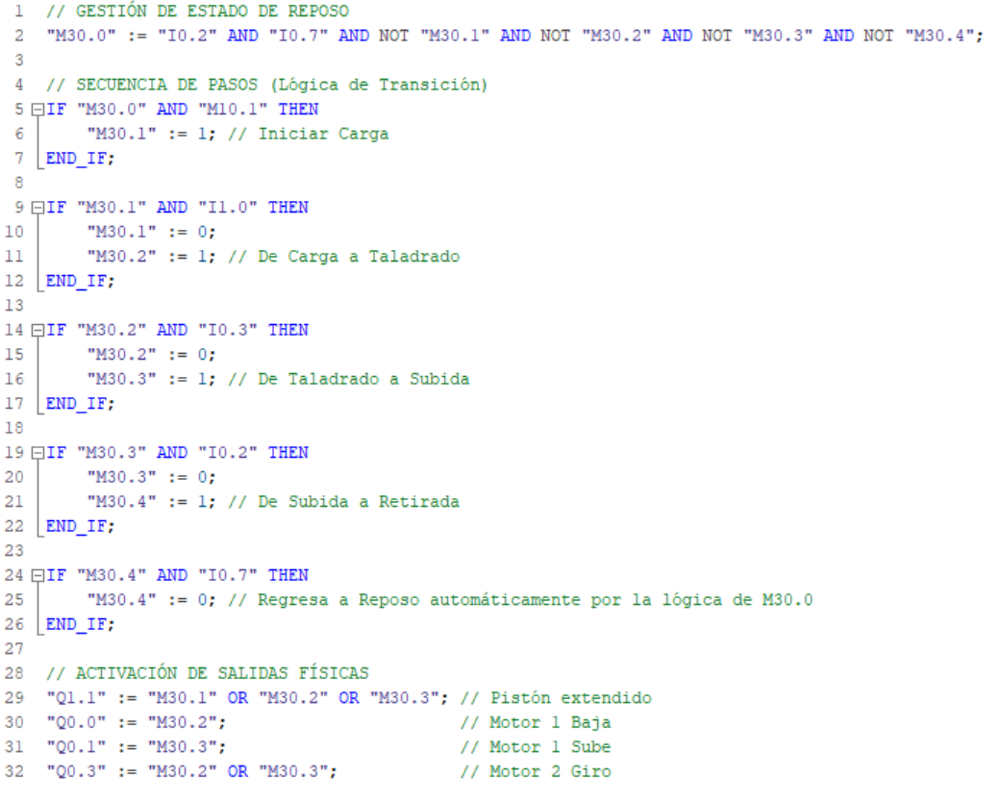 1 // GESTIÓN DE ESTADO DE REPOSO
2 "M30.0" := "I0.2" AND "I0.7" AND NOT "M30.1" AND NOT "M30.2" AND NOT "M30.3" AND NOT "M30.4";
3
4 // SECUENCIA DE PASOS (Lógica de Transición)
5 IF "M30.0" AND "M10.1" THEN
6 "M30.1" := 1; // Iniciar Carga
7 END_IF;
8
9 IF "M30.1" AND "I1.0" THEN
10 "M30.1" := 0;
11 "M30.2" := 1; // De Carga a Taladrado
12 END_IF;
13
14 IF "M30.2" AND "I0.3" THEN
15 "M30.2" := 0;
16 "M30.3" := 1; // De Taladrado a Subida
17 END_IF;
18
19 IF "M30.3" AND "I0.2" THEN
20 "M30.3" := 0;
21 "M30.4" := 1; // De Subida a Retirada
22 END_IF;
23
24 IF "M30.4" AND "I0.7" THEN
25 "M30.4" := 0; // Regresa a Reposo automáticamente por la lógica de M30.0
26 END_IF;
27
28 // ACTIVACIÓN DE SALIDAS FÍSICAS
29 "Q1.1" := "M30.1" OR "M30.2" OR "M30.3"; // Pistón extendido
30 "Q0.0" := "M30.2"; // Motor 1 Baja
31 "Q0.1" := "M30.3"; // Motor 1 Sube
32 "Q0.3" := "M30.2" OR "M30.3"; // Motor 2 Giro